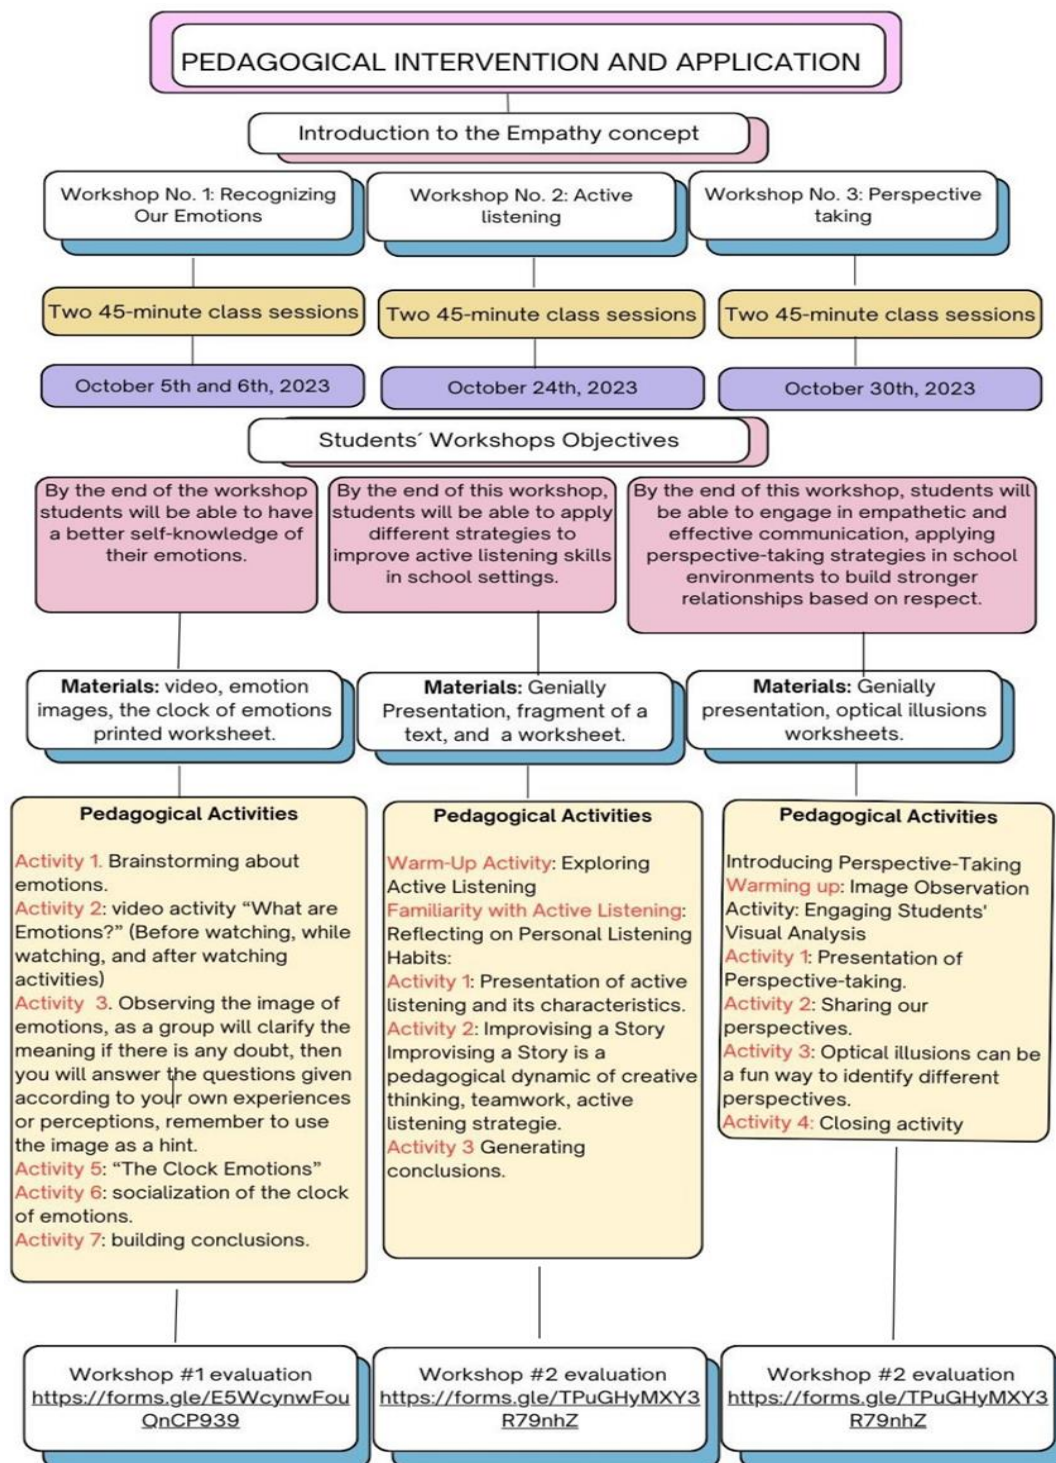 PEDAGOGICAL INTERVENTION AND APPLICATION
Introduction to the Empathy concept
Workshop No. 1: Recognizing
Our Emotions
Workshop No. 2: Active
listening
Workshop No. 3: Perspective
taking
Two 45-minute class sessions
Two 45-minute class sessions
Two 45-minute class sessions
October 5th and 6th, 2023
October 24th, 2023
October 30th, 2023
Students´ Workshops Objectives
By the end of the workshop
students will be able to have
a better self-knowledge of
their emotions.
By the end of this workshop,
students will be able to apply
different strategies to
improve active listening skills
in school settings.
By the end of this workshop, students will
be able to engage in empathetic and
effective communication, applying
perspective-taking strategies in school
environments to build stronger
relationships based on respect.
Materials: video, emotion
images, the clock of emotions
printed worksheet.
Materials: Genially
Presentation, fragment of a
text, and a worksheet.
Materials: Genially
presentation, optical illusions
worksheets.
Pedagogical Activities
Activity 1. Brainstorming about
emotions.
Activity 2: video activity “What are
Emotions?” (Before watching, while
watching, and after watching
activities)
Activity 3. Observing the image of
emotions, as a group will clarify the
meaning if there is any doubt, then
you will answer the questions given
according to your own experiences
or perceptions, remember to use
the image as a hint.
Activity 5: “The Clock Emotions”
Activity 6: socialization of the clock
of emotions.
Activity 7: building conclusions.
Pedagogical Activities
Warm-Up Activity: Exploring
Active Listening
Familiarity with Active Listening:
Reflecting on Personal Listening
Habits:
Activity 1: Presentation of active
listening and its characteristics.
Activity 2: Improvising a Story
Improvising a Story is a
pedagogical dynamic of creative
thinking, teamwork, active
listening strategie.
Activity 3 Generating
conclusions.
Pedagogical Activities
Introducing Perspective-Taking
Warming up: Image Observation
Activity: Engaging Students'
Visual Analysis
Activity 1: Presentation of
Perspective-taking.
Activity 2: Sharing our
perspectives.
Activity 3: Optical illusions can be
a fun way to identify different
perspectives.
Activity 4: Closing activity
Workshop #1 evaluation
https://forms.gle/E5WcynwFou
QnCP939
Workshop #2 evaluation
https://forms.gle/TPuGHyMXY3
R79nhZ
Workshop #2 evaluation
https://forms.gle/TPuGHyMXY3
R79nhZ